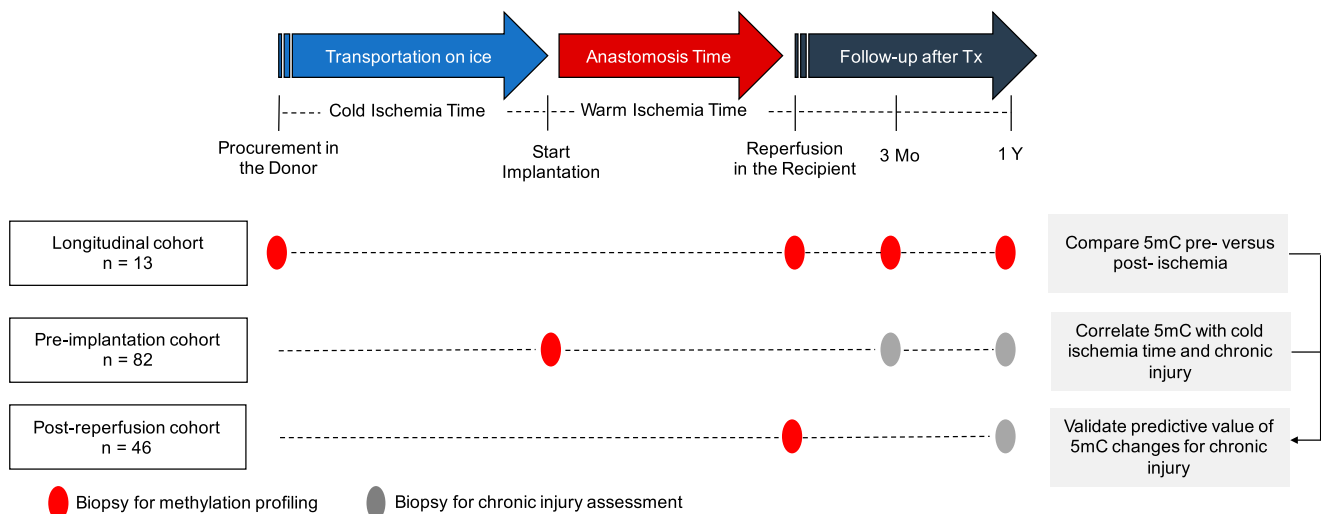 Transportation on ice
Anastomosis Time
Follow-up after Tx
Cold Ischemia Time
Warm Ischemia Time
Procurement in
the Donor
Start
Implantation
Reperfusion
in the Recipient
3 Mo
1 Y
Longitudinal cohort
n = 13
Compare 5mC pre- versus
post- ischemia
Pre-implantation cohort
n = 82
Correlate 5mC with cold
ischemia time and chronic
injury
Post-reperfusion cohort
n = 46
Validate predictive value of
5mC changes for chronic
injury
Biopsy for methylation profiling
Biopsy for chronic injury assessment